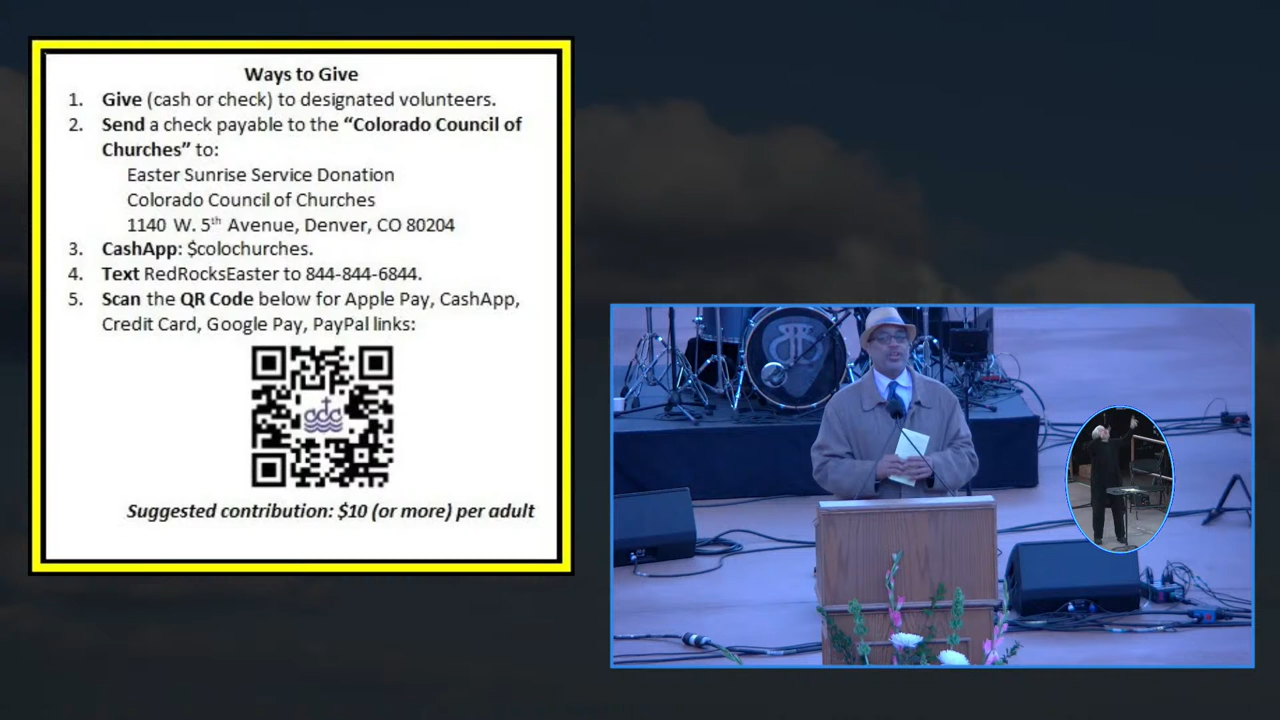 Ways to Give
1. Give (cash or check) to designated volunteers.
2. Send a check payable to the “Colorado Council of
Churches” to:
Easter Sunrise Service Donation
Colorado Council of Churches
1140 W. 5th Avenue, Denver, CO 80204
3. CashApp: $colochurches.
4. Text RedRocksEaster to 844-844-6844.
5. Scan the QR Code below for Apple Pay, CashApp,
Credit Card, Google Pay, PayPal links:
cdc
Suggested contribution: $10 (or more) per adult